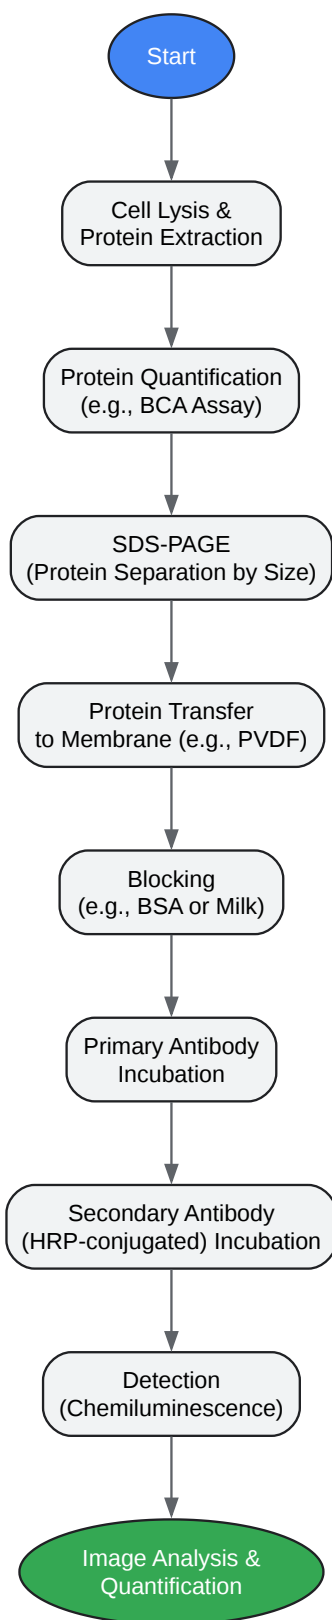 Start
Cell Lysis &
Protein Extraction
Protein Quantification
(e.g., BCA Assay)
SDS-PAGE
(Protein Separation by Size)
Protein Transfer
to Membrane (e.g., PVDF)
Blocking
(e.g., BSA or Milk)
Primary Antibody
Incubation
Secondary Antibody
(HRP-conjugated) Incubation
Detection
(Chemiluminescence)
Image Analysis &
Quantification